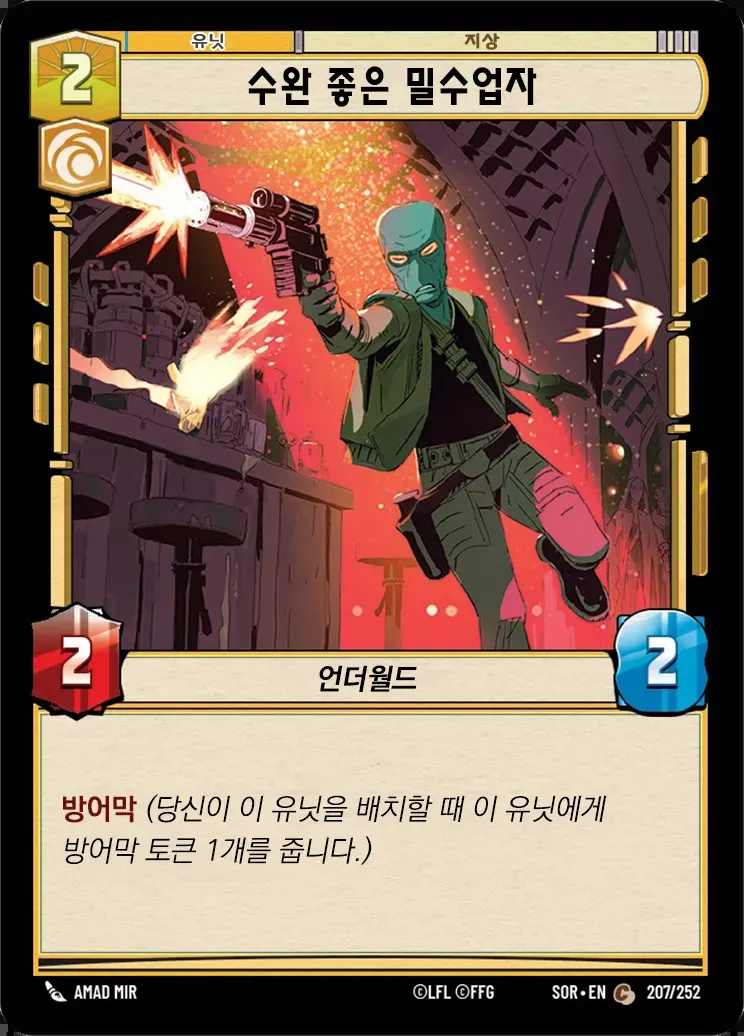 유닛
지상
2
수완 좋은 밀수업자
2
2
언더월드
방어막 (당신이 이 유닛을 배치할 때 이 유닛에게
방어막 토큰 1개를 줍니다.)
AMAD MIR
©LFL ©FFG
SOR • EN C 207/252